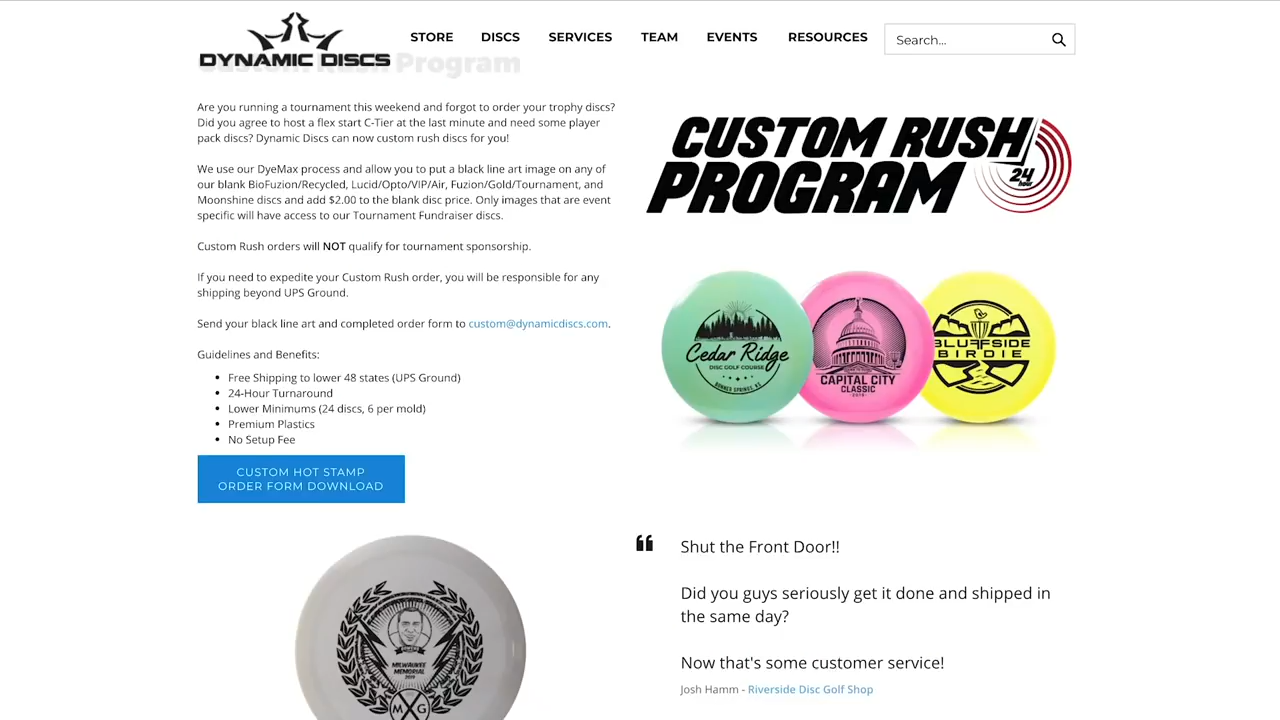 DYNAMIC DISCS
STORE
DISCS
SERVICES
TEAM
EVENTS
RESOURCES
Search...
Program
Are you running a tournament this weekend and forgot to order your trophy discs?
Did you agree to host a flex start C-Tier at the last minute and need some player
pack discs? Dynamic Discs can now custom rush discs for you!
We use our DyeMax process and allow you to put a black line art image on any of
our blank BioFuzion/Recycled, Lucid/Opto/VIP/Air, Fuzion/Gold/Tournament, and
Moonshine discs and add $2.00 to the blank disc price. Only images that are event
specific will have access to our Tournament Fundraiser discs.
Custom Rush orders will NOT qualify for tournament sponsorship.
If you need to expedite your Custom Rush order, you will be responsible for any
shipping beyond UPS Ground.
Send your black line art and completed order form to custom@dynamicdiscs.com.
Guidelines and Benefits:
• Free Shipping to lower 48 states (UPS Ground)
• 24-Hour Turnaround
• Lower Minimums (24 discs, 6 per mold)
• Premium Plastics
• No Setup Fee
CUSTOM HOT STAMP
ORDER FORM DOWNLOAD
CUSTOM RUSH
PROGRAM
24
hour
Cedar Ridge
DISC GOLF COURSE
BONNER SPRINGS, KS
CAPITAL CITY
CLASSIC
BLUFFSIDE
BIRDIE
MILWAUKEE
MEMORIAL
2019
M G
Shut the Front Door!!
Did you guys seriously get it done and shipped in
the same day?
Now that's some customer service!
Josh Hamm - Riverside Disc Golf Shop